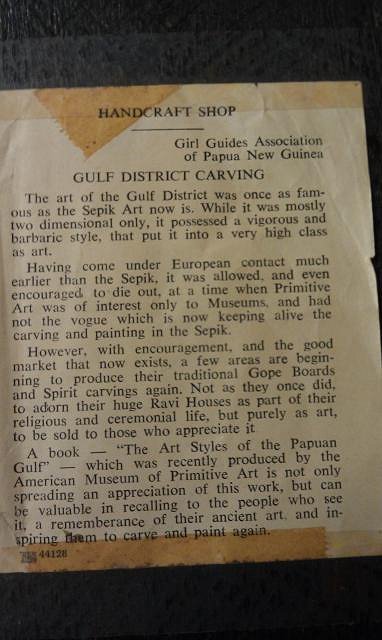 HANDCRAFT SHOP
Girl Guides Association
of Papua New Guinea
GULF DISTRICT CARVING
The art of the Gulf District was once as fam-
ous as the Sepik Art now is. While it was mostly
two dimensional only, it possessed a vigorous and
barbaric style, that put it into a very high class
as art.
Having come under European contact much
earlier than the Sepik, it was allowed, and even
encouraged to die out, at a time when Primitive
Art was of interest only to Museums, and had
not the vogue which is now keeping alive the
carving and painting in the Sepik.
However, with encouragement, and the good
market that now exists, a few areas are begin-
ning to produce their traditional Gope Boards
and Spirit carvings again. Not as they once did,
to adorn their huge Ravi Houses as part of their
religious and ceremonial life, but purely as art,
to be sold to those who appreciate it
A book — "The Art Styles of the Papuan
Gulf" — which was recently produced by the
American Museum of Primitive Art is not only
spreading an appreciation of this work, but can
be valuable in recalling to the people who see
it, a rememberance of their ancient art, and in-
spiring them to carve and paint again.
44128